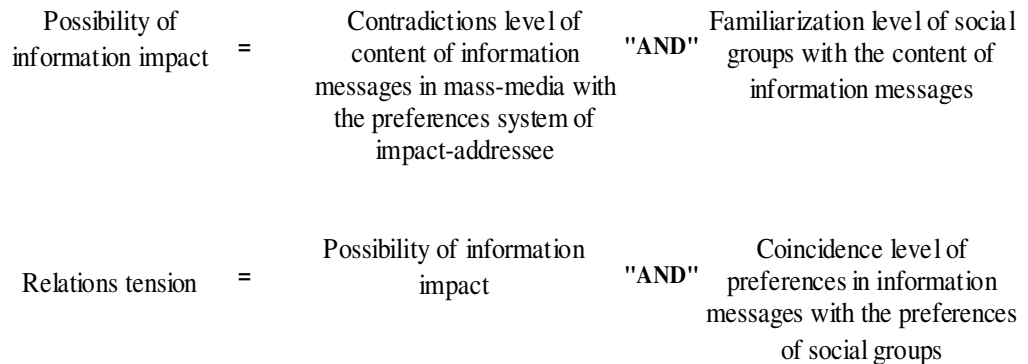 Possibility of
information impact
=
Contradictions level of
content of information
messages in mass-media with
the preferences system of
impact-addressee
"AND"
Familiarization level of social
groups with the content of
information messages
Relations tension
=
Possibility of information
impact
"AND"
Coincidence level of
preferences in information
messages with the preferences
of social groups